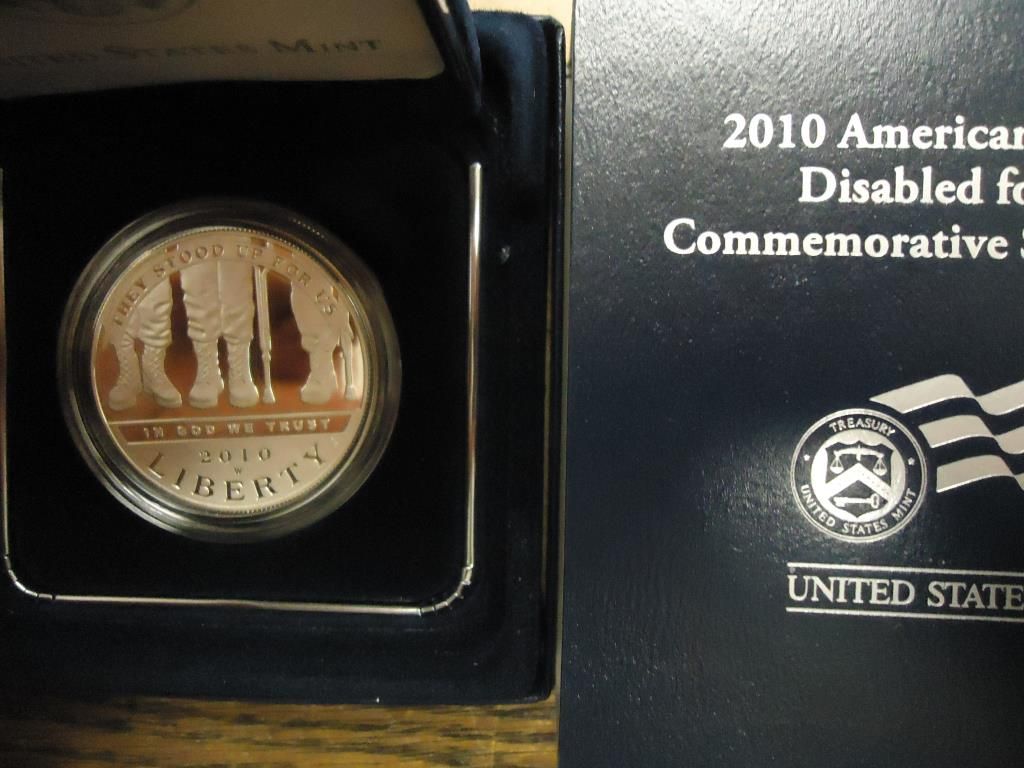 UNITED STATES MINT
THEY STOOD UP FOR US
IN GOD WE TRUST
2010
W
LIBERTY
2010 American
Disabled fo
Commemorative S
TREASURY
UNITED STATES MINT
UNITED STATE